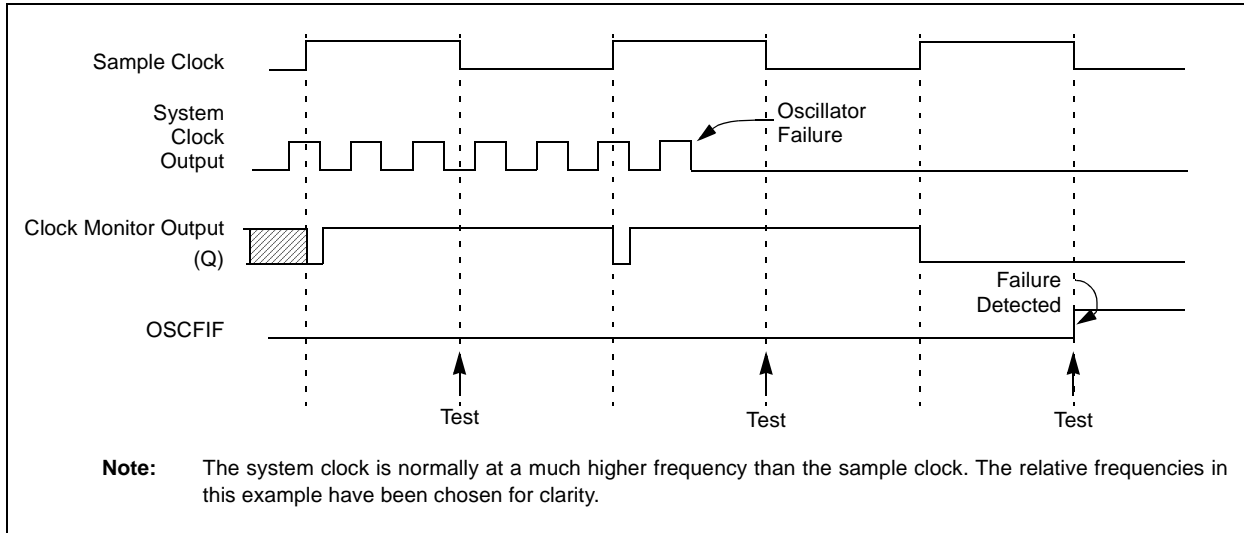 Sample Clock
System
Clock
Output
Oscillator
Failure
Clock Monitor Output
(Q)
Failure
Detected
OSCFIF
Test
Test
Test
Note: The system clock is normally at a much higher frequency than the sample clock. The relative frequencies in
this example have been chosen for clarity.